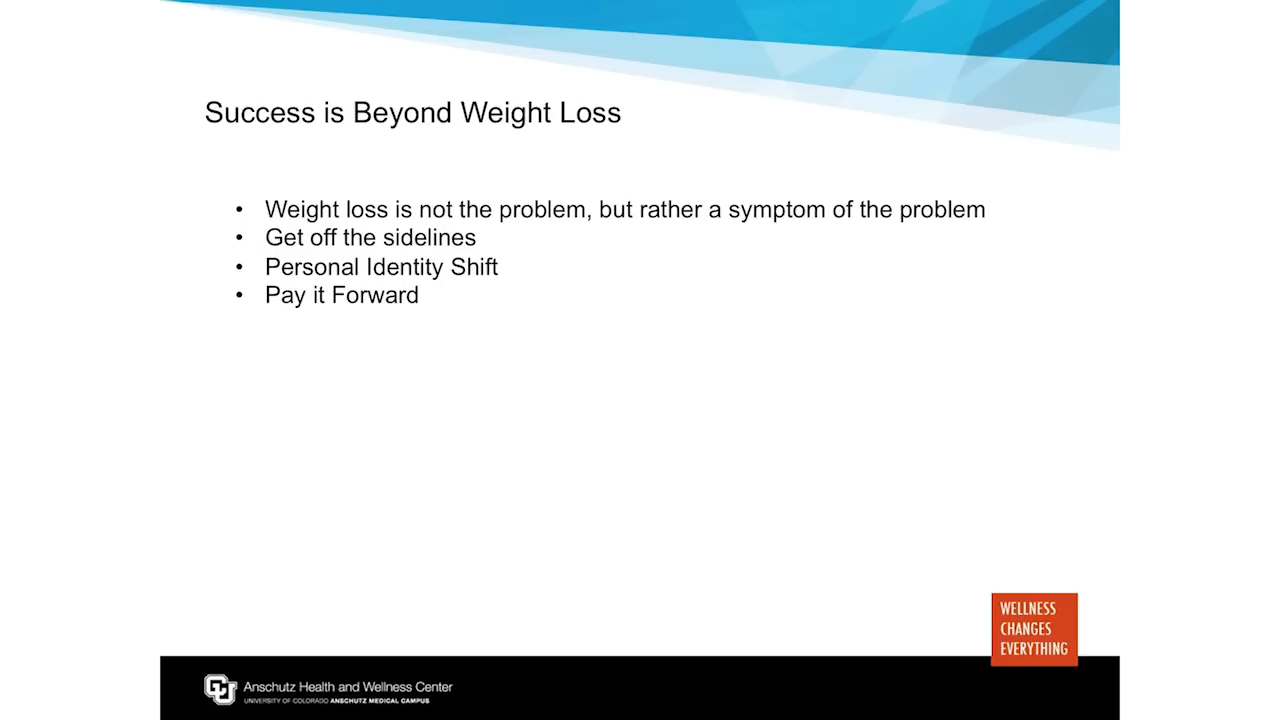 Success is Beyond Weight Loss
• Weight loss is not the problem, but rather a symptom of the problem
• Get off the sidelines
• Personal Identity Shift
• Pay it Forward
WELLNESS
CHANGES
EVERYTHING
CU
Anschutz Health and Wellness Center
UNIVERSITY OF COLORADO ANSCHUTZ MEDICAL CAMPUS